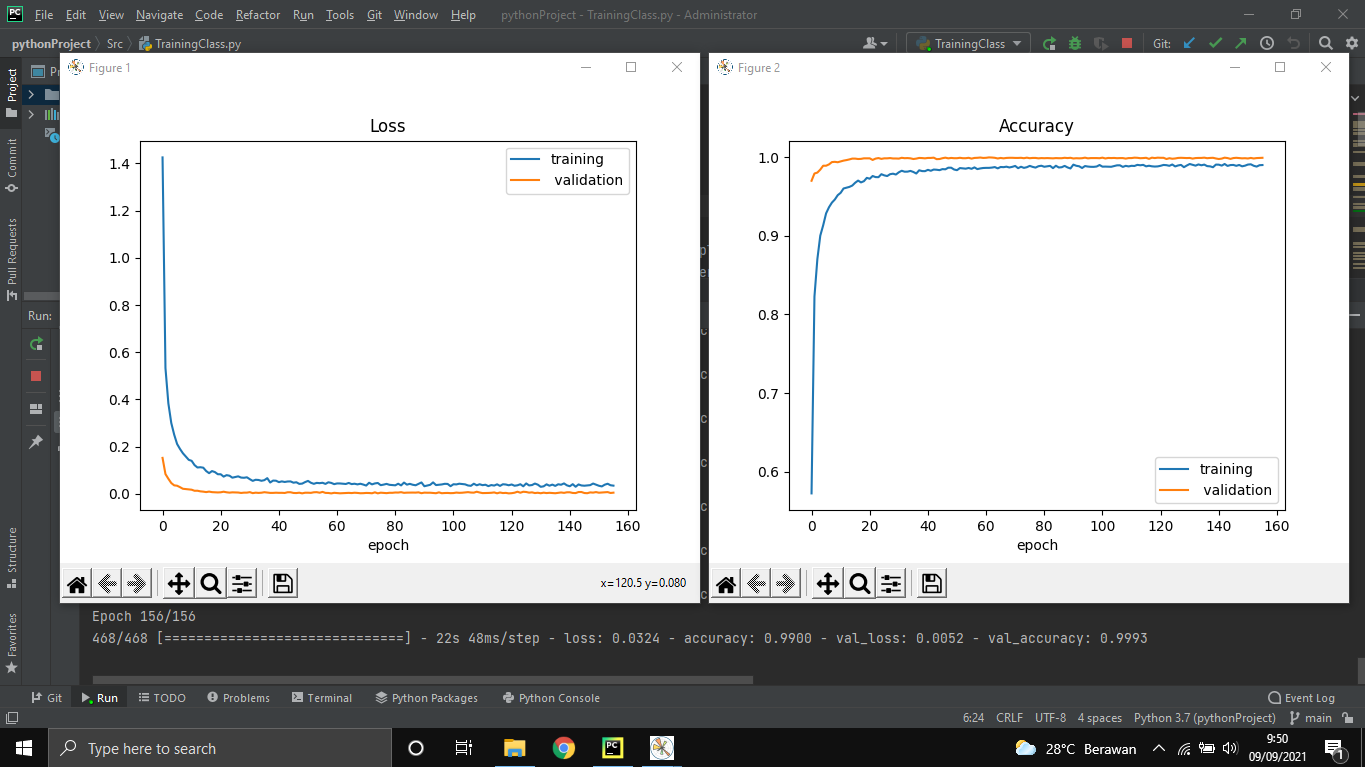 PC File Edit View Navigate Code Refactor Run Tools Git Window Help pythonProject - TrainingClass.py - Administrator
pythonProject Src TrainingClass.py TrainingClass Git:
Project
Commit
Pull Requests
Structure
Favorites
Figure 1
Loss
training
validation
1.4
1.2
1.0
0.8
0.6
0.4
0.2
0.0
0 20 40 60 80 100 120 140 160
epoch
x=120.5 y=0.080
Figure 2
Accuracy
1.0
0.9
0.8
0.7
0.6
training
validation
0 20 40 60 80 100 120 140 160
epoch
Run:
Epoch 156/156
468/468 [==============================] - 22s 48ms/step - loss: 0.0324 - accuracy: 0.9900 - val_loss: 0.0052 - val_accuracy: 0.9993
Git Run TODO Problems Terminal Python Packages Python Console Event Log
6:24 CRLF UTF-8 4 spaces Python 3.7 (pythonProject) main
Type here to search PC 28°C Berawan 9:50
09/09/2021 1